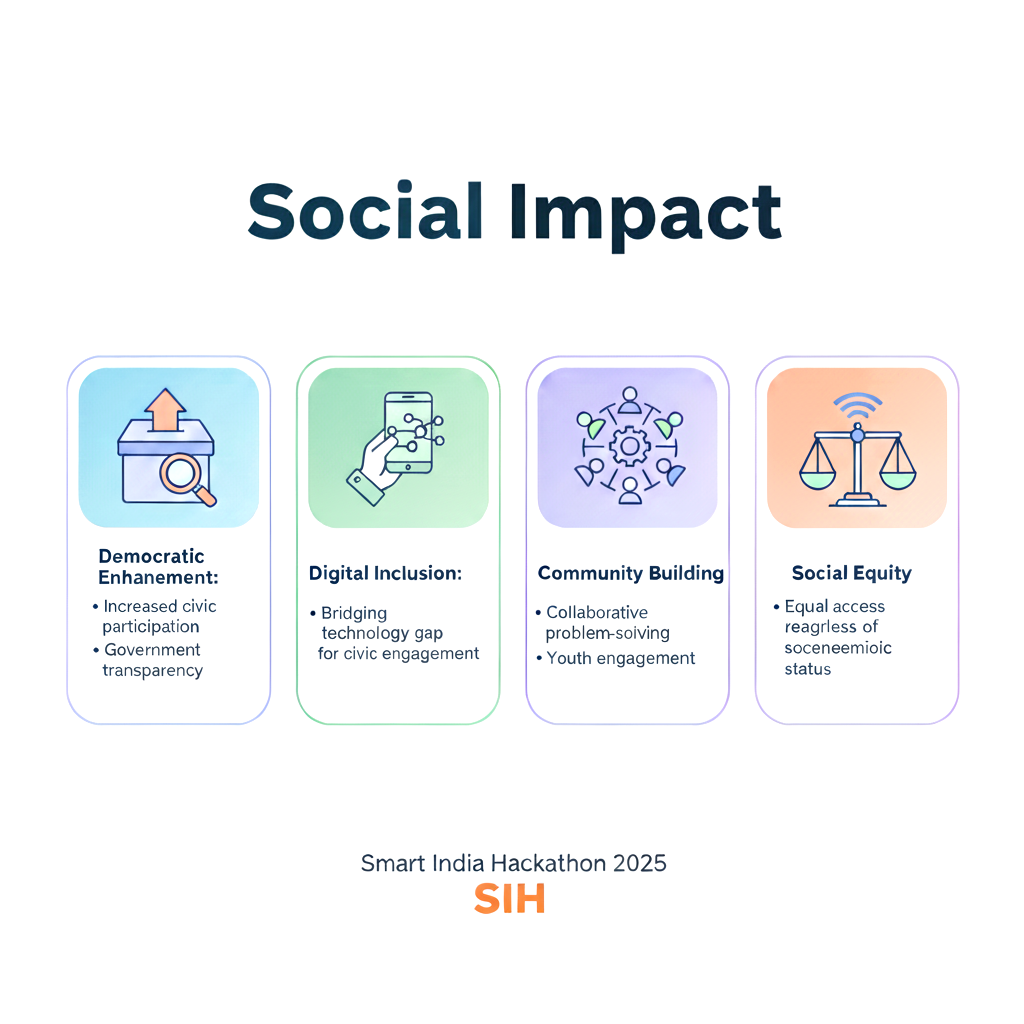 Social Impact
Democratic
Enhanement:
• Increased civic
participation
• Government
transparency
Digital Inclusion:
• Bridging
technology gap
for civic engagement
Community Building
• Collaborative
problem-soiving
• Youth engagement
Social Equity
• Equal access
reagrless of
soceneemioic
status
Smart India Hackathon 2025
SIH